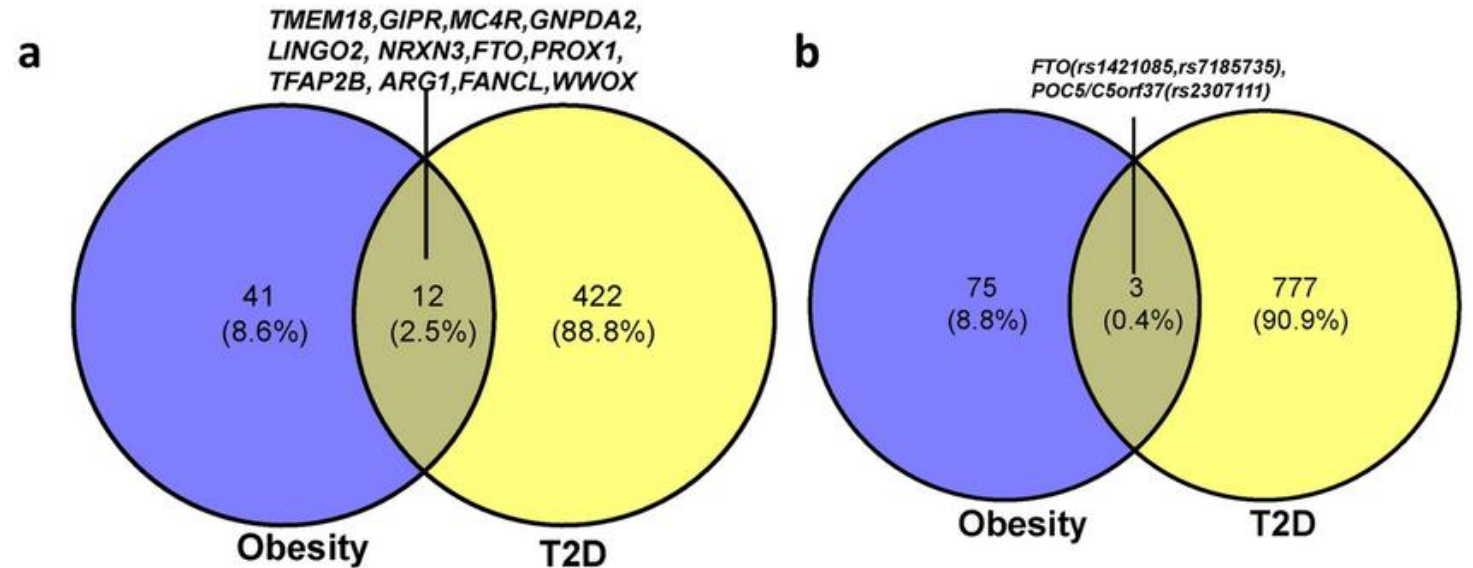 a
TMEM18,GIPR,MC4R,GNPDA2,
LINGO2, NRXN3,FTO,PROX1,
TFAP2B, ARG1,FANCL,WWOX
41
(8.6%)
12
(2.5%)
422
(88.8%)
Obesity
T2D
b
FTO(rs1421085,rs7185735),
POC5/C5orf37(rs2307111)
75
(8.8%)
3
(0.4%)
777
(90.9%)
Obesity
T2D